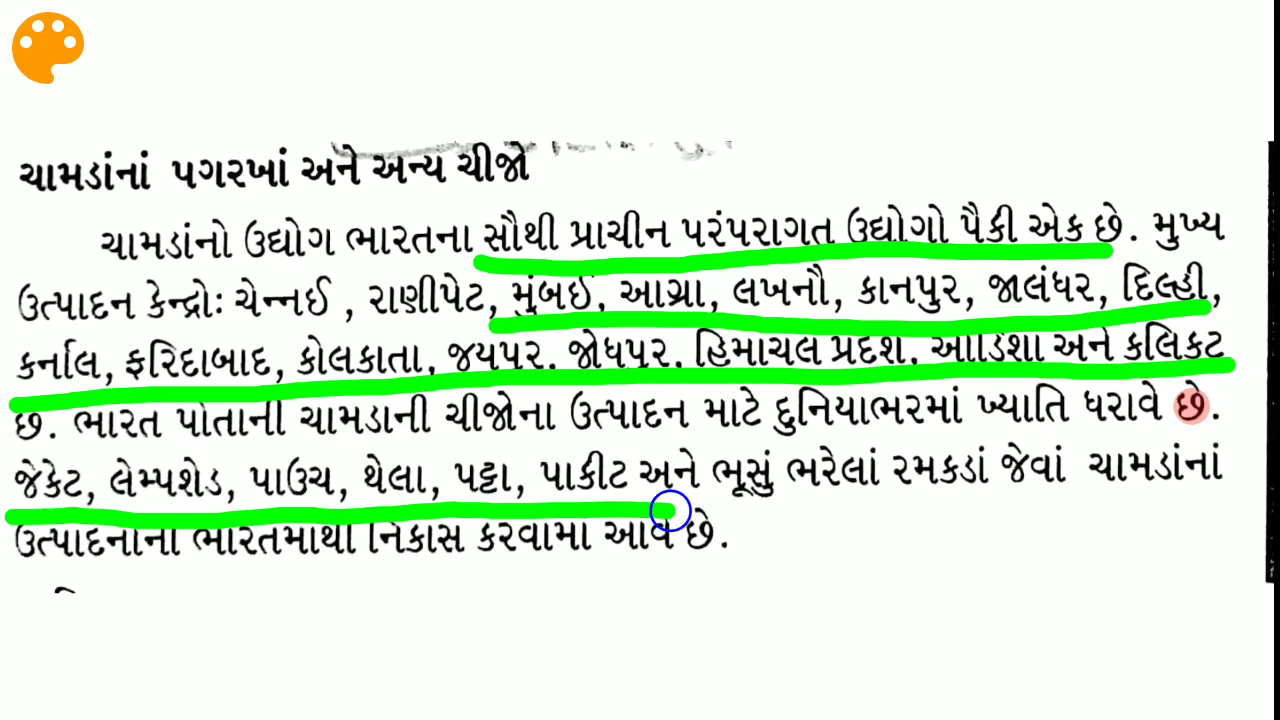 ચામડાંનાં પગરખાં અને અન્ય ચીજો
ચામડાંનો ઉદ્યોગ ભારતના સૌથી પ્રાચીન પરંપરાગત ઉદ્યોગો પૈકી એક છે. મુખ્ય
ઉત્પાદન કેન્દ્રોઃ ચેન્નઈ , રાણીપેટ, મુંબઈ, આગ્રા, લખનૌ, કાનપુર, જાલંધર, દિલ્હી,
કર્નાલ, ફરિદાબાદ, કોલકાતા, જયપુર, જોધપુર, હિમાચલ પ્રદેશ, ઓડિશા અને કલિકટ
છે. ભારત પોતાની ચામડાની ચીજોના ઉત્પાદન માટે દુનિયાભરમાં ખ્યાતિ ધરાવે છે.
જેકેટ, લેમ્પશેડ, પાઉચ, થેલા, પટ્ટા, પાકીટ અને ભૂસું ભરેલાં રમકડાં જેવાં ચામડાંનાં
ઉત્પાદનોની ભારતમાંથી નિકાસ કરવામાં આવે છે.